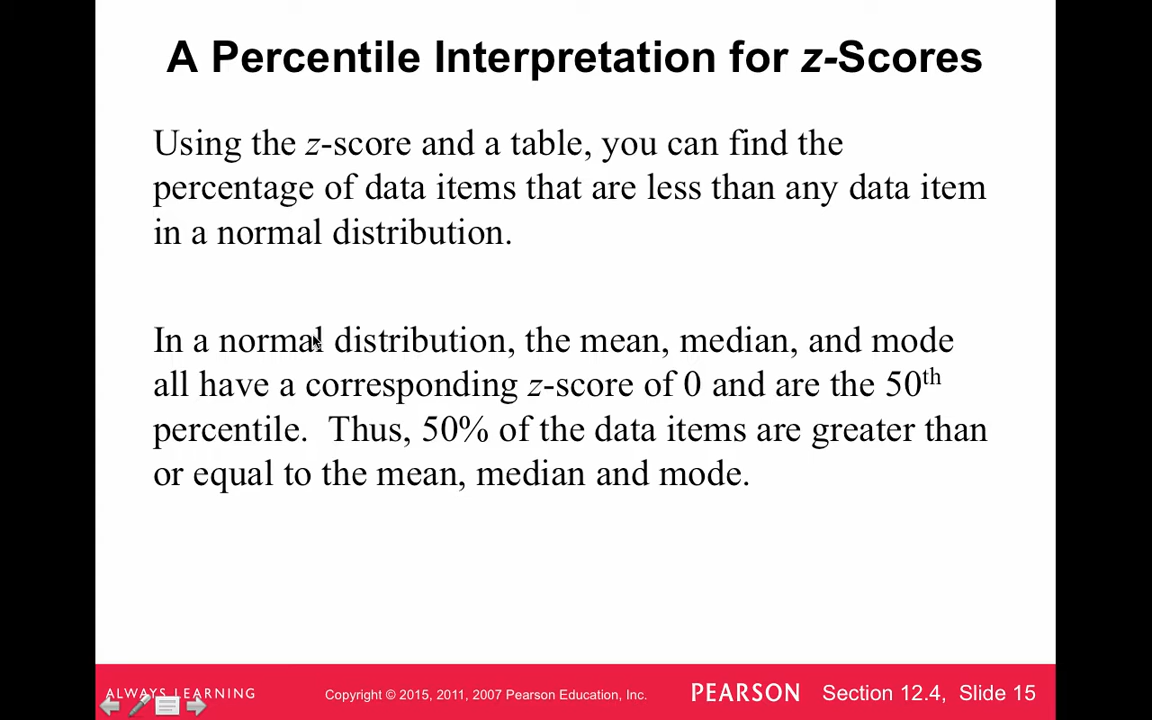 A Percentile Interpretation for z-Scores
Using the z-score and a table, you can find the
percentage of data items that are less than any data item
in a normal distribution.
In a normal distribution, the mean, median, and mode
all have a corresponding z-score of 0 and are the 50th
percentile.  Thus, 50% of the data items are greater than
or equal to the mean, median and mode.
ALWAYS LEARNING
Copyright © 2015, 2011, 2007 Pearson Education, Inc.
PEARSON
Section 12.4,  Slide 15